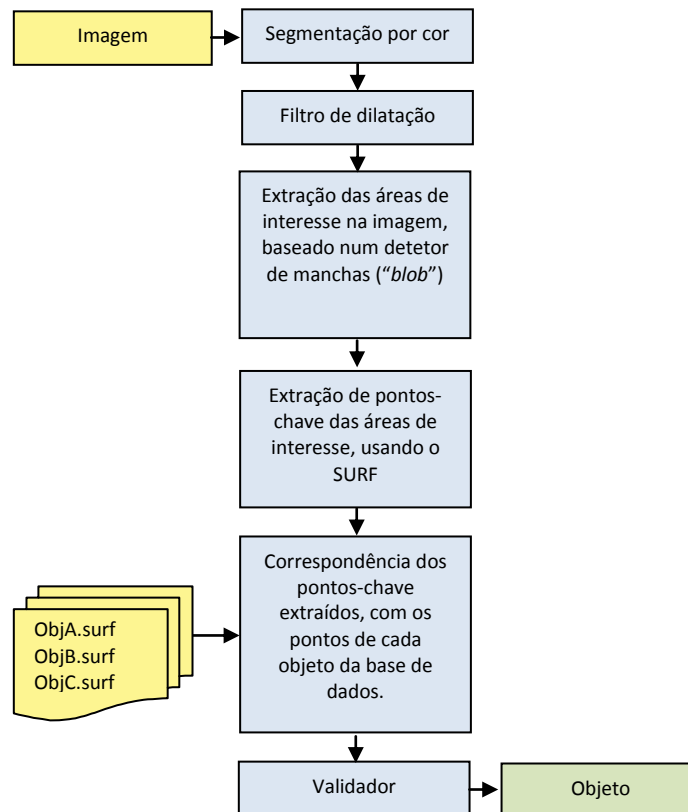 Imagem
Segmentação por cor
Filtro de dilatação
Extração das áreas de
interesse na imagem,
baseado num detetor
de manchas (“blob”)
Extração de pontos-
chave das áreas de
interesse, usando o
SURF
Correspondência dos
pontos-chave
extraídos, com os
pontos de cada
objeto da base de
dados.
ObjA.surf
ObjB.surf
ObjC.surf
Validador
Objeto